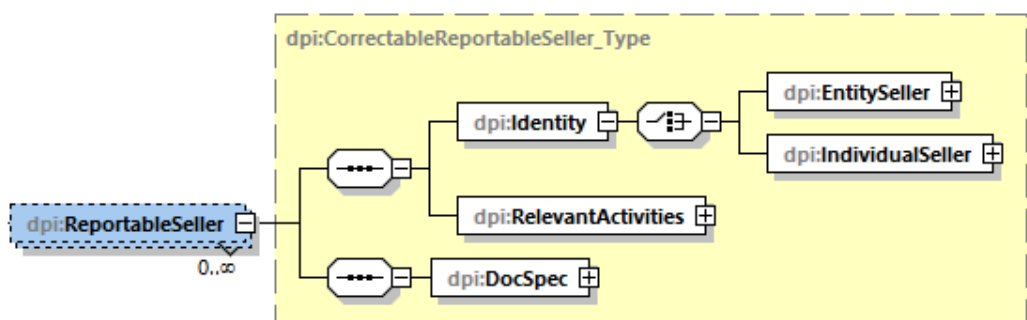 dpi:CorrectableReportableSeller_Type
dpi:EntitySeller
dpi:Identity
dpi:IndividualSeller
dpi:RelevantActivities
dpi:ReportableSeller
0..∞
dpi:DocSpec